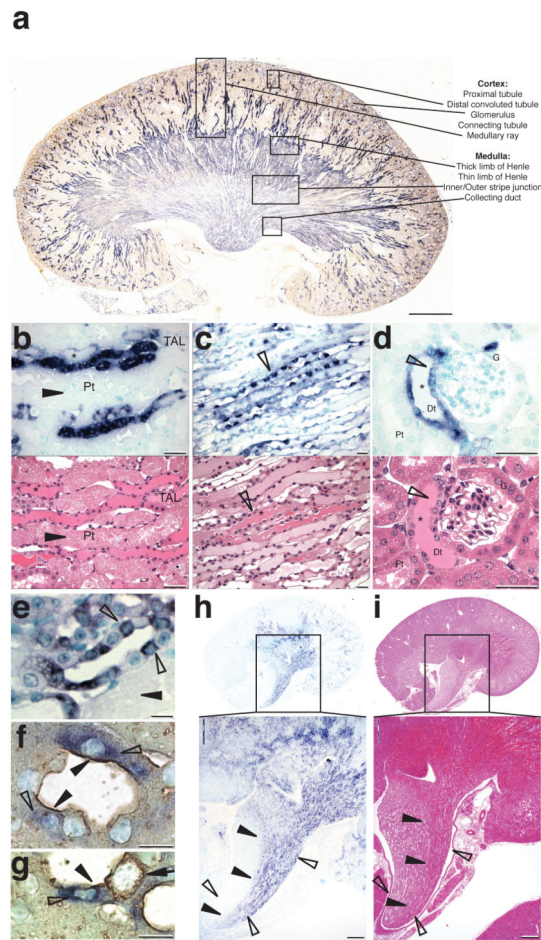 a
Cortex:
Proximal tubule
Distal convoluted tubule
Glomerulus
Connecting tubule
Medullary ray
Medulla:
Thick limb of Henle
Thin limb of Henle
Inner/Outer stripe junction
Collecting duct
b
TAL
*
Pt
TAL
Pt
c
d
G
*
Dt
Pt
G
*
Dt
Pt
e
f
g
h
i